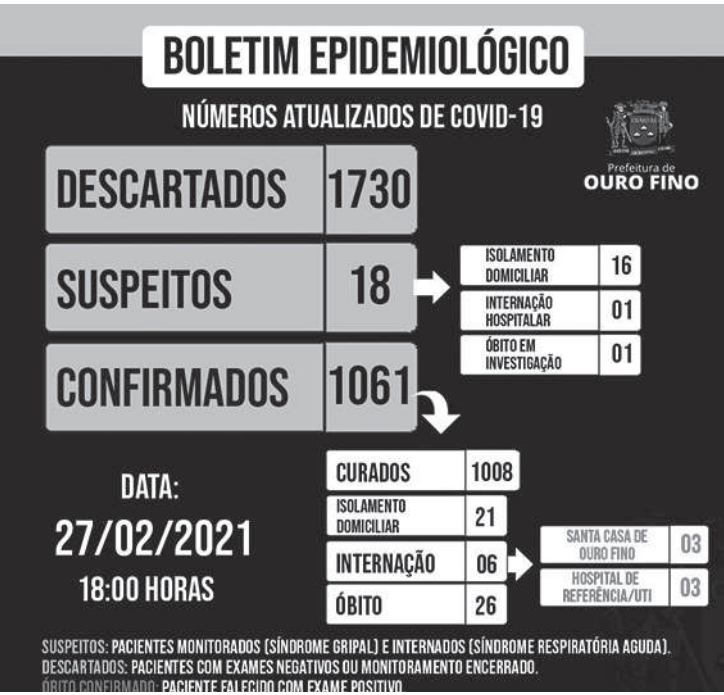 BOLETIM EPIDEMIOLÓGICO
NÚMEROS ATUALIZADOS DE COVID-19
Prefeitura de
OURO FINO
DESCARTADOS 1730
SUSPEITOS 18
ISOLAMENTO
DOMICILIAR 16
INTERNAÇÃO
HOSPITALAR 01
ÓBITO EM
INVESTIGAÇÃO 01
CONFIRMADOS 1061
CURADOS 1008
ISOLAMENTO
DOMICILIAR 21
INTERNAÇÃO 06
SANTA CASA DE
OURO FINO 03
HOSPITAL DE
REFERÊNCIA/UTI 03
ÓBITO 26
DATA:
27/02/2021
18:00 HORAS
SUSPEITOS: PACIENTES MONITORADOS (SÍNDROME GRIPAL) E INTERNADOS (SÍNDROME RESPIRATÓRIA AGUDA).
DESCARTADOS: PACIENTES COM EXAMES NEGATIVOS OU MONITORAMENTO ENCERRADO.
ÓBITO CONFIRMADO: PACIENTE FALECIDO COM EXAME POSITIVO.